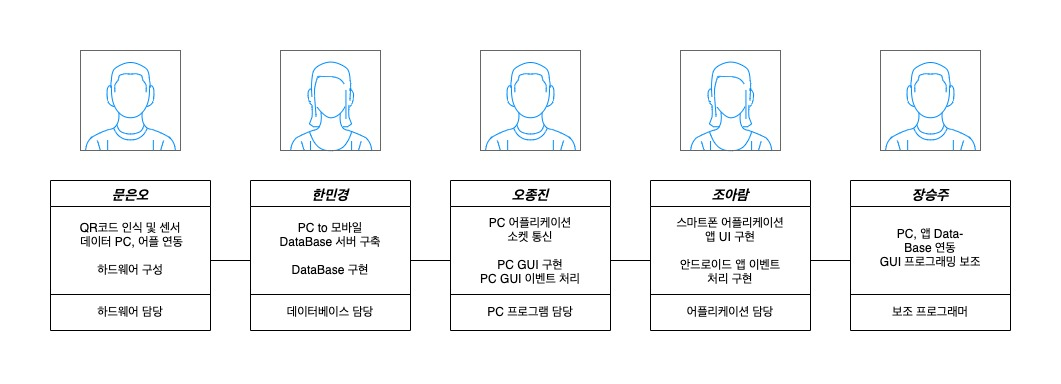 문은오
QR코드 인식 및 센서
데이터 PC, 어플 연동
하드웨어 구성
하드웨어 담당
한민경
PC to 모바일
DataBase 서버 구축
DataBase 구현
데이터베이스 담당
오종진
PC 어플리케이션
소켓 통신
PC GUI 구현
PC GUI 이벤트 처리
PC 프로그램 담당
조아람
스마트폰 어플리케이션
앱 UI 구현
안드로이드 앱 이벤트
처리 구현
어플리케이션 담당
장승주
PC, 앱 Data-
Base 연동
GUI 프로그래밍 보조
보조 프로그래머